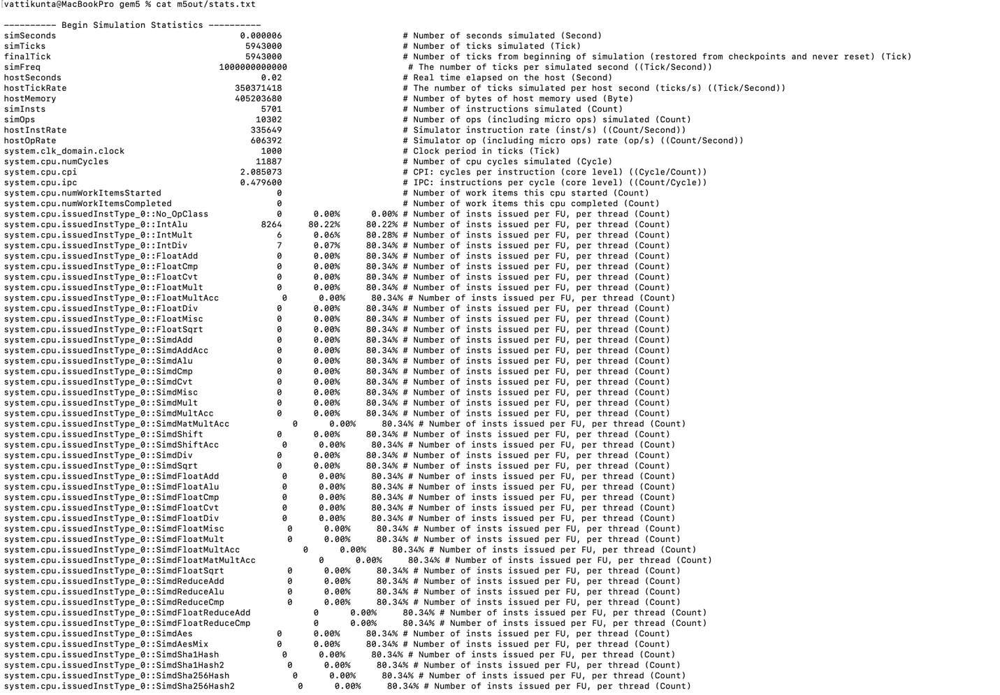 [vattikunta@MacBookPro gem5 % cat m5out/stats.txt
---------- Begin Simulation Statistics ----------
simSeconds 0.000006 # Number of seconds simulated (Second)
simTicks 5943000 # Number of ticks simulated (Tick)
finalTick 5943000 # Number of ticks from beginning of simulation (restored from checkpoints and never reset) (Tick)
simFreq 1000000000000 # The number of ticks per simulated second ((Tick/Second))
hostSeconds 0.02 # Real time elapsed on the host (Second)
hostTickRate 350371418 # The number of ticks simulated per host second (ticks/s) ((Tick/Second))
hostMemory 405203680 # Number of bytes of host memory used (Byte)
simInsts 5701 # Number of instructions simulated (Count)
simOps 10302 # Number of ops (including micro ops) simulated (Count)
hostInstRate 335649 # Simulator instruction rate (inst/s) ((Count/Second))
hostOpRate 606392 # Simulator op (including micro ops) rate (op/s) ((Count/Second))
system.clk_domain.clock 1000 # Clock period in ticks (Tick)
system.cpu.numCycles 11887 # Number of cpu cycles simulated (Cycle)
system.cpu.cpi 2.085073 # CPI: cycles per instruction (core level) ((Cycle/Count))
system.cpu.ipc 0.479600 # IPC: instructions per cycle (core level) ((Count/Cycle))
system.cpu.numWorkItemsStarted 0 # Number of work items this cpu started (Count)
system.cpu.numWorkItemsCompleted 0 # Number of work items this cpu completed (Count)
system.cpu.issuedInstType_0::No_OpClass 0 0.00% 0.00% # Number of insts issued per FU, per thread (Count)
system.cpu.issuedInstType_0::IntAlu 8264 80.22% 80.22% # Number of insts issued per FU, per thread (Count)
system.cpu.issuedInstType_0::IntMult 6 0.06% 80.28% # Number of insts issued per FU, per thread (Count)
system.cpu.issuedInstType_0::IntDiv 7 0.07% 80.34% # Number of insts issued per FU, per thread (Count)
system.cpu.issuedInstType_0::FloatAdd 0 0.00% 80.34% # Number of insts issued per FU, per thread (Count)
system.cpu.issuedInstType_0::FloatCmp 0 0.00% 80.34% # Number of insts issued per FU, per thread (Count)
system.cpu.issuedInstType_0::FloatCvt 0 0.00% 80.34% # Number of insts issued per FU, per thread (Count)
system.cpu.issuedInstType_0::FloatMult 0 0.00% 80.34% # Number of insts issued per FU, per thread (Count)
system.cpu.issuedInstType_0::FloatMultAcc 0 0.00% 80.34% # Number of insts issued per FU, per thread (Count)
system.cpu.issuedInstType_0::FloatDiv 0 0.00% 80.34% # Number of insts issued per FU, per thread (Count)
system.cpu.issuedInstType_0::FloatMisc 0 0.00% 80.34% # Number of insts issued per FU, per thread (Count)
system.cpu.issuedInstType_0::FloatSqrt 0 0.00% 80.34% # Number of insts issued per FU, per thread (Count)
system.cpu.issuedInstType_0::SimdAdd 0 0.00% 80.34% # Number of insts issued per FU, per thread (Count)
system.cpu.issuedInstType_0::SimdAddAcc 0 0.00% 80.34% # Number of insts issued per FU, per thread (Count)
system.cpu.issuedInstType_0::SimdAlu 0 0.00% 80.34% # Number of insts issued per FU, per thread (Count)
system.cpu.issuedInstType_0::SimdCmp 0 0.00% 80.34% # Number of insts issued per FU, per thread (Count)
system.cpu.issuedInstType_0::SimdCvt 0 0.00% 80.34% # Number of insts issued per FU, per thread (Count)
system.cpu.issuedInstType_0::SimdMisc 0 0.00% 80.34% # Number of insts issued per FU, per thread (Count)
system.cpu.issuedInstType_0::SimdMult 0 0.00% 80.34% # Number of insts issued per FU, per thread (Count)
system.cpu.issuedInstType_0::SimdMultAcc 0 0.00% 80.34% # Number of insts issued per FU, per thread (Count)
system.cpu.issuedInstType_0::SimdMatMultAcc 0 0.00% 80.34% # Number of insts issued per FU, per thread (Count)
system.cpu.issuedInstType_0::SimdShift 0 0.00% 80.34% # Number of insts issued per FU, per thread (Count)
system.cpu.issuedInstType_0::SimdShiftAcc 0 0.00% 80.34% # Number of insts issued per FU, per thread (Count)
system.cpu.issuedInstType_0::SimdDiv 0 0.00% 80.34% # Number of insts issued per FU, per thread (Count)
system.cpu.issuedInstType_0::SimdSqrt 0 0.00% 80.34% # Number of insts issued per FU, per thread (Count)
system.cpu.issuedInstType_0::SimdFloatAdd 0 0.00% 80.34% # Number of insts issued per FU, per thread (Count)
system.cpu.issuedInstType_0::SimdFloatAlu 0 0.00% 80.34% # Number of insts issued per FU, per thread (Count)
system.cpu.issuedInstType_0::SimdFloatCmp 0 0.00% 80.34% # Number of insts issued per FU, per thread (Count)
system.cpu.issuedInstType_0::SimdFloatCvt 0 0.00% 80.34% # Number of insts issued per FU, per thread (Count)
system.cpu.issuedInstType_0::SimdFloatDiv 0 0.00% 80.34% # Number of insts issued per FU, per thread (Count)
system.cpu.issuedInstType_0::SimdFloatMisc 0 0.00% 80.34% # Number of insts issued per FU, per thread (Count)
system.cpu.issuedInstType_0::SimdFloatMult 0 0.00% 80.34% # Number of insts issued per FU, per thread (Count)
system.cpu.issuedInstType_0::SimdFloatMultAcc 0 0.00% 80.34% # Number of insts issued per FU, per thread (Count)
system.cpu.issuedInstType_0::SimdFloatMatMultAcc 0 0.00% 80.34% # Number of insts issued per FU, per thread (Count)
system.cpu.issuedInstType_0::SimdFloatSqrt 0 0.00% 80.34% # Number of insts issued per FU, per thread (Count)
system.cpu.issuedInstType_0::SimdReduceAdd 0 0.00% 80.34% # Number of insts issued per FU, per thread (Count)
system.cpu.issuedInstType_0::SimdReduceAlu 0 0.00% 80.34% # Number of insts issued per FU, per thread (Count)
system.cpu.issuedInstType_0::SimdReduceCmp 0 0.00% 80.34% # Number of insts issued per FU, per thread (Count)
system.cpu.issuedInstType_0::SimdFloatReduceAdd 0 0.00% 80.34% # Number of insts issued per FU, per thread (Count)
system.cpu.issuedInstType_0::SimdFloatReduceCmp 0 0.00% 80.34% # Number of insts issued per FU, per thread (Count)
system.cpu.issuedInstType_0::SimdAes 0 0.00% 80.34% # Number of insts issued per FU, per thread (Count)
system.cpu.issuedInstType_0::SimdAesMix 0 0.00% 80.34% # Number of insts issued per FU, per thread (Count)
system.cpu.issuedInstType_0::SimdSha1Hash 0 0.00% 80.34% # Number of insts issued per FU, per thread (Count)
system.cpu.issuedInstType_0::SimdSha1Hash2 0 0.00% 80.34% # Number of insts issued per FU, per thread (Count)
system.cpu.issuedInstType_0::SimdSha256Hash 0 0.00% 80.34% # Number of insts issued per FU, per thread (Count)
system.cpu.issuedInstType_0::SimdSha256Hash2 0 0.00% 80.34% # Number of insts issued per FU, per thread (Count)